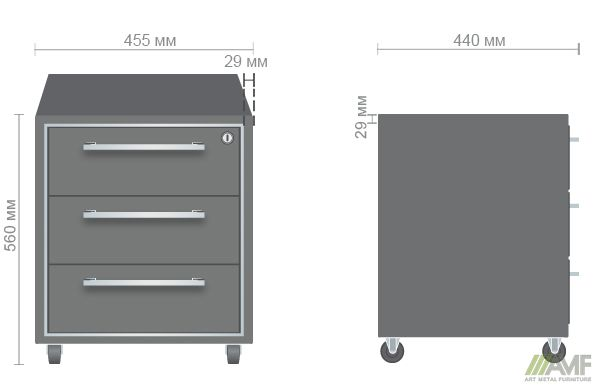 455 мм
440 мм
29 мм
29 мм
560 мм
AMF
ART METAL FURNITURE